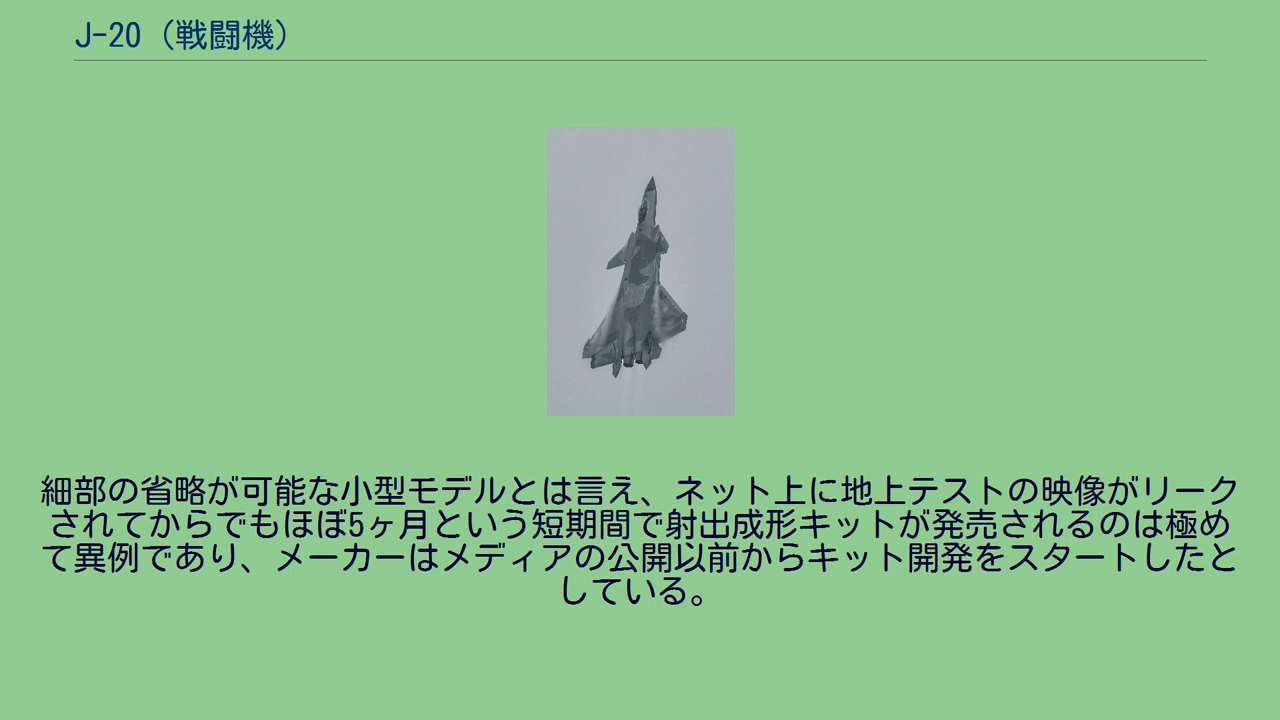 J-20（戦闘機）
細部の省略が可能な小型モデルとは言え、ネット上に地上テストの映像がリーク
されてからでもほぼ5ヶ月という短期間で射出成形キットが発売されるのは極め
て異例であり、メーカーはメディアの公開以前からキット開発をスタートしたと
している。